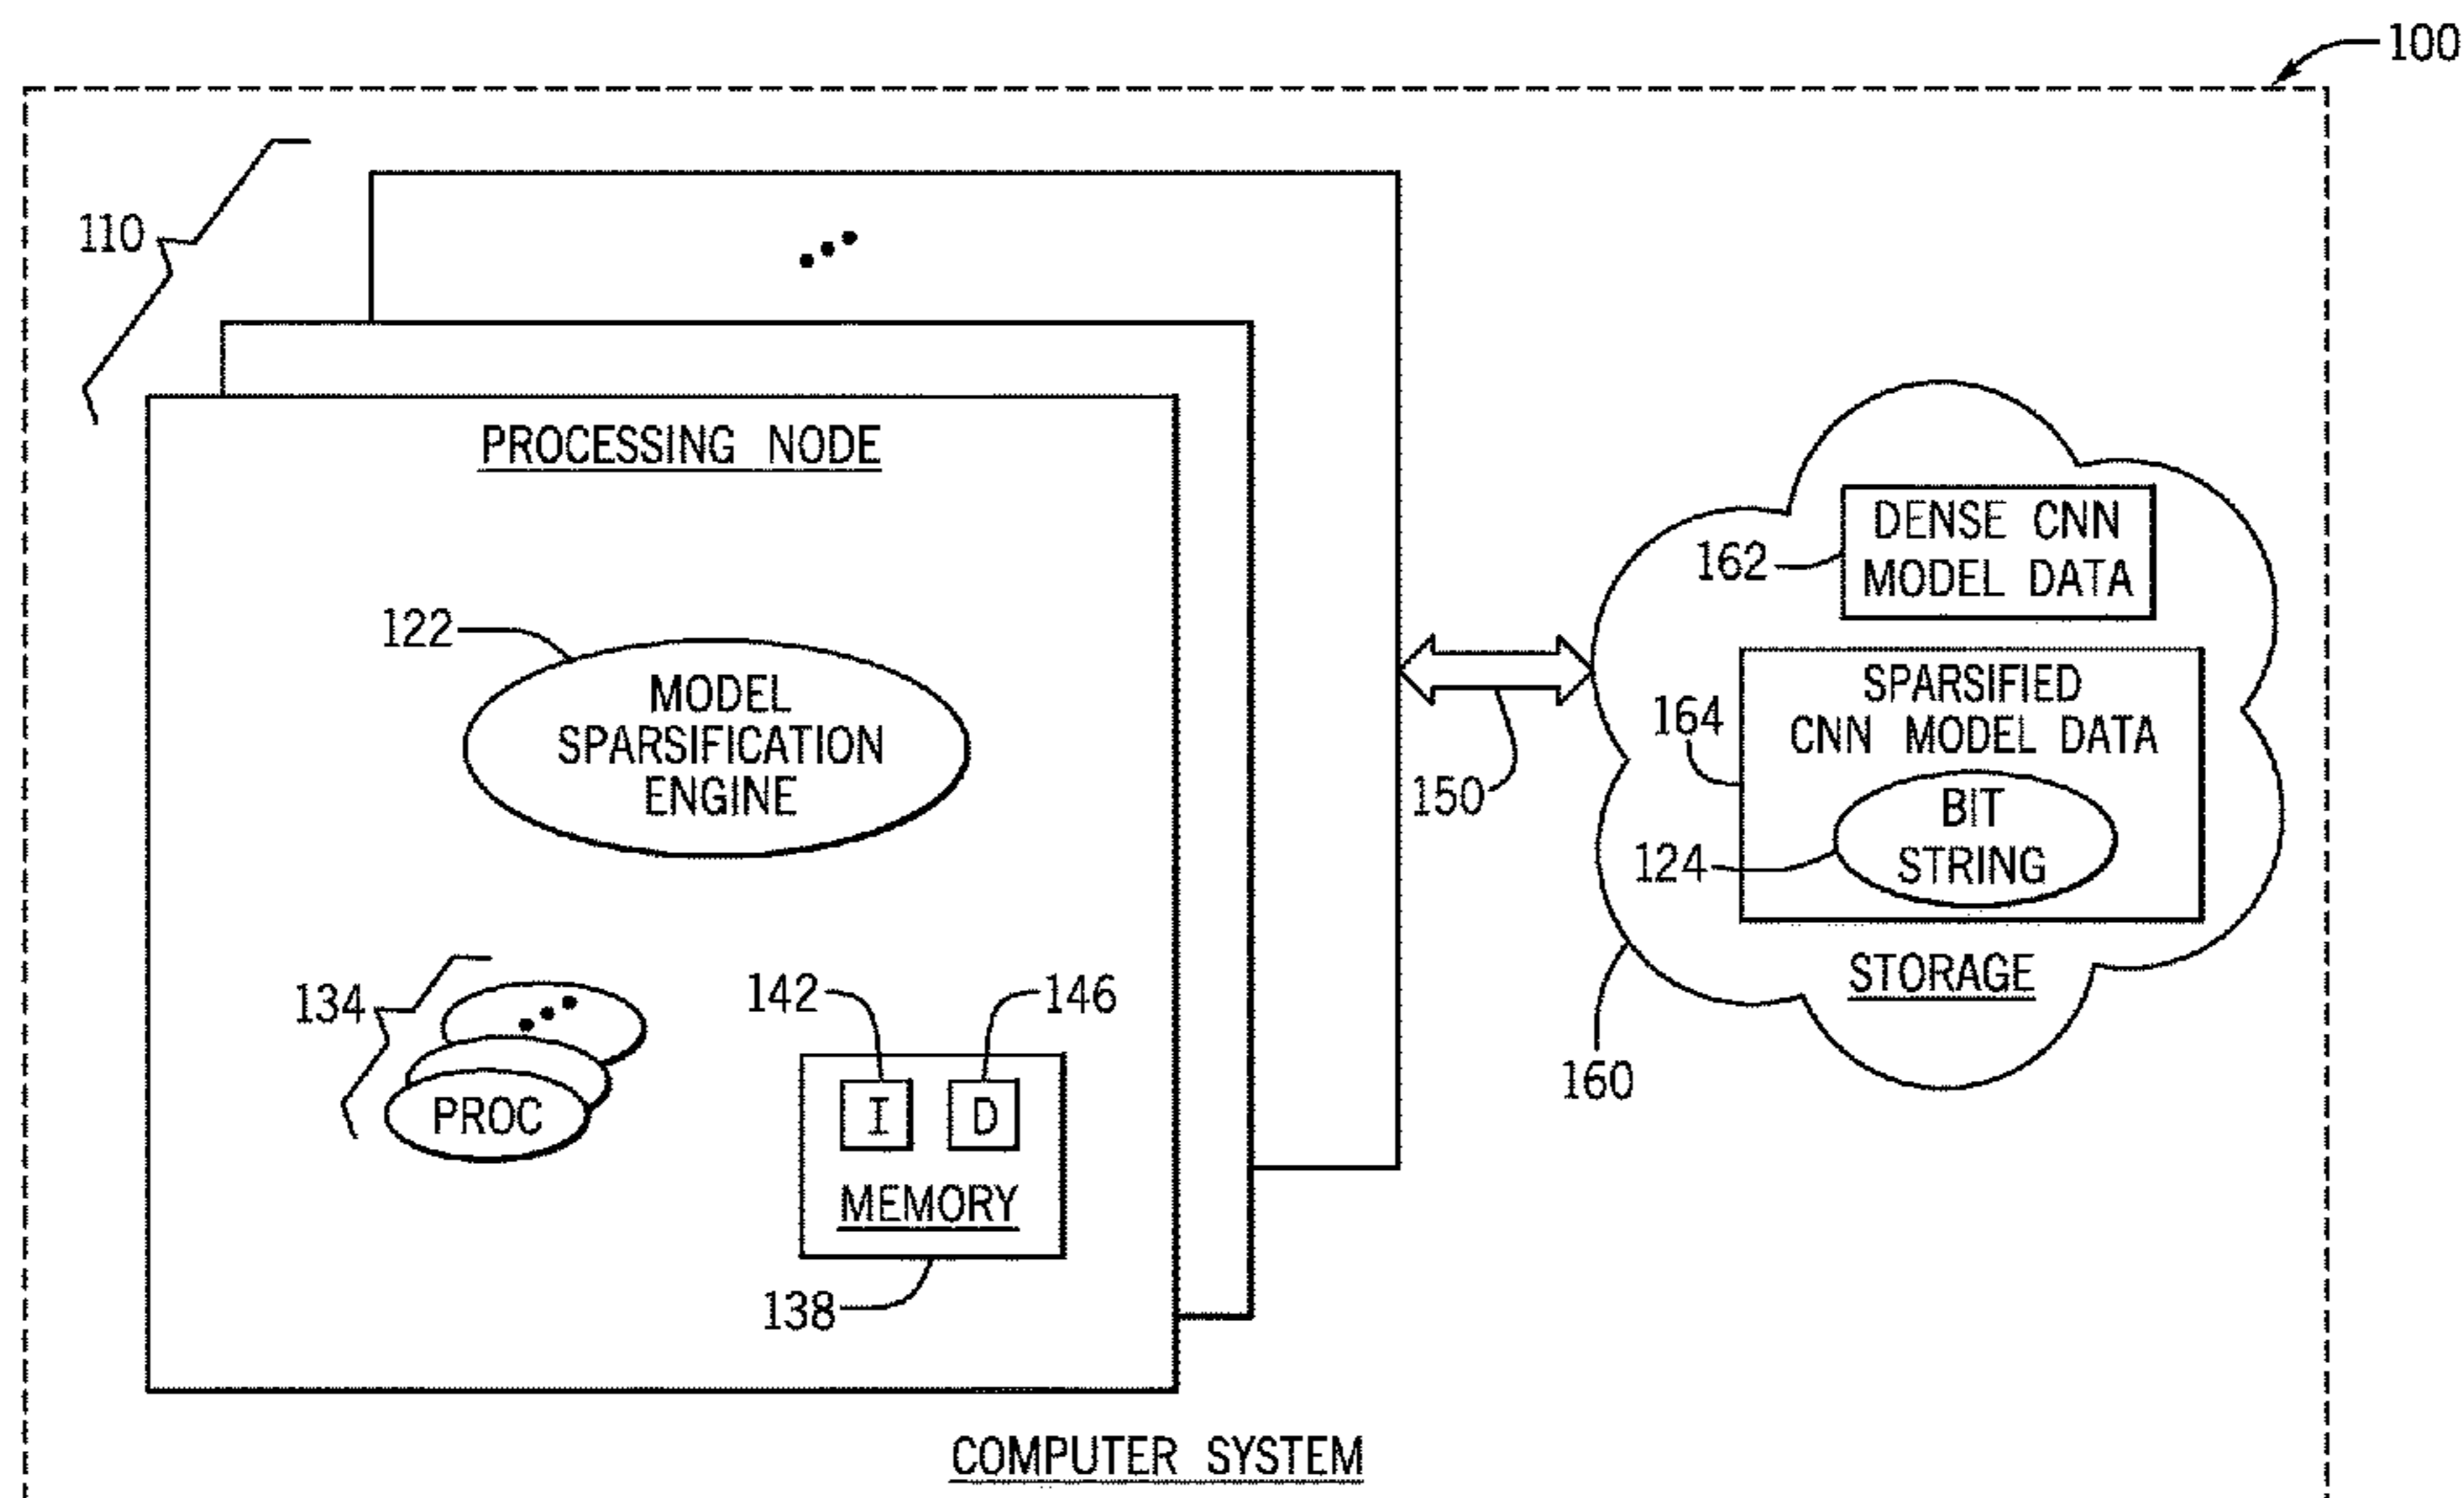 100
110
PROCESSING NODE
DENSE CNN
MODEL DATA
162
122
MODEL
SPARSIFICATION
ENGINE
SPARSIFIED
CNN MODEL DATA
164
150
BIT
STRING
124
STORAGE
134
142
146
160
PROC
I
D
MEMORY
138
COMPUTER SYSTEM